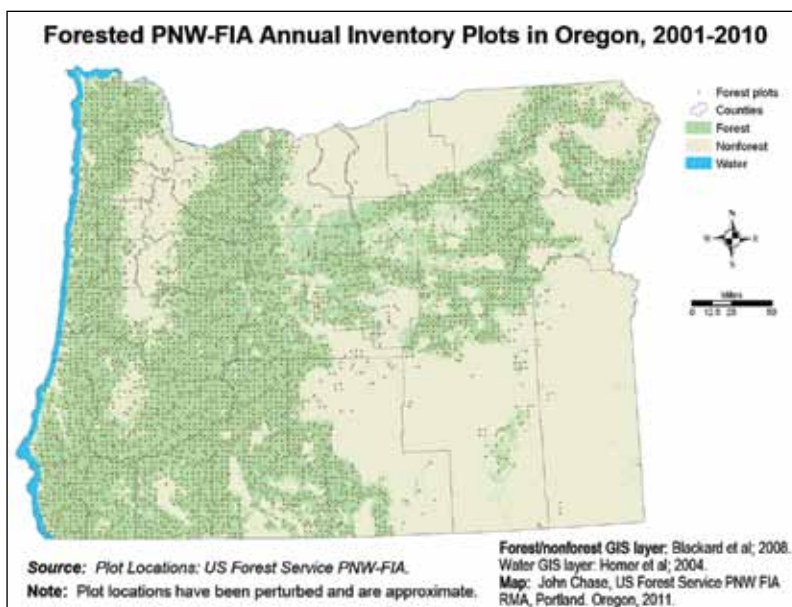 Forested PNW-FIA Annual Inventory Plots in Oregon, 2001-2010
Forest plots
Counties
Forest
Nonforest
Water
N
W E
S
Miles
0 12.5 25 50
Source: Plot Locations: US Forest Service PNW-FIA.
Note: Plot locations have been perturbed and are approximate.
Forest/nonforest GIS layer: Blackard et al; 2008.
Water GIS layer: Homer et al; 2004.
Map: John Chase, US Forest Service PNW FIA
RMA, Portland. Oregon, 2011.